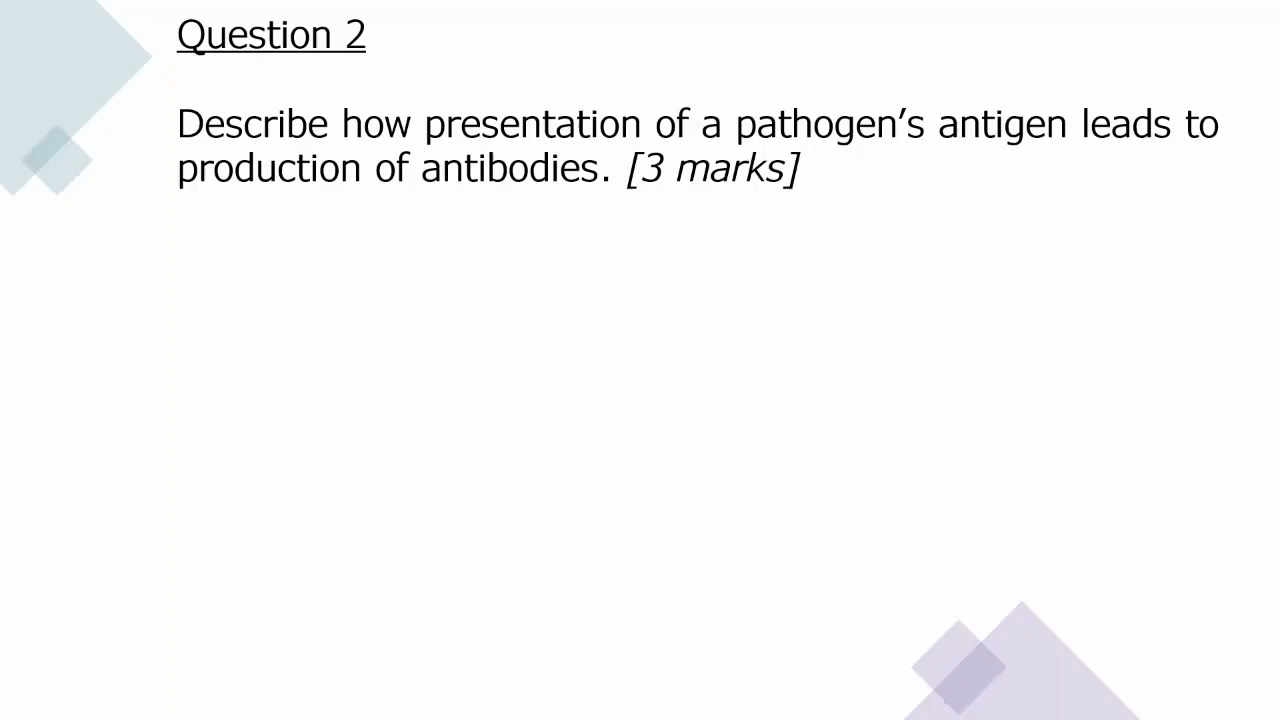 Question 2
Describe how presentation of a pathogen’s antigen leads to
production of antibodies. [3 marks]